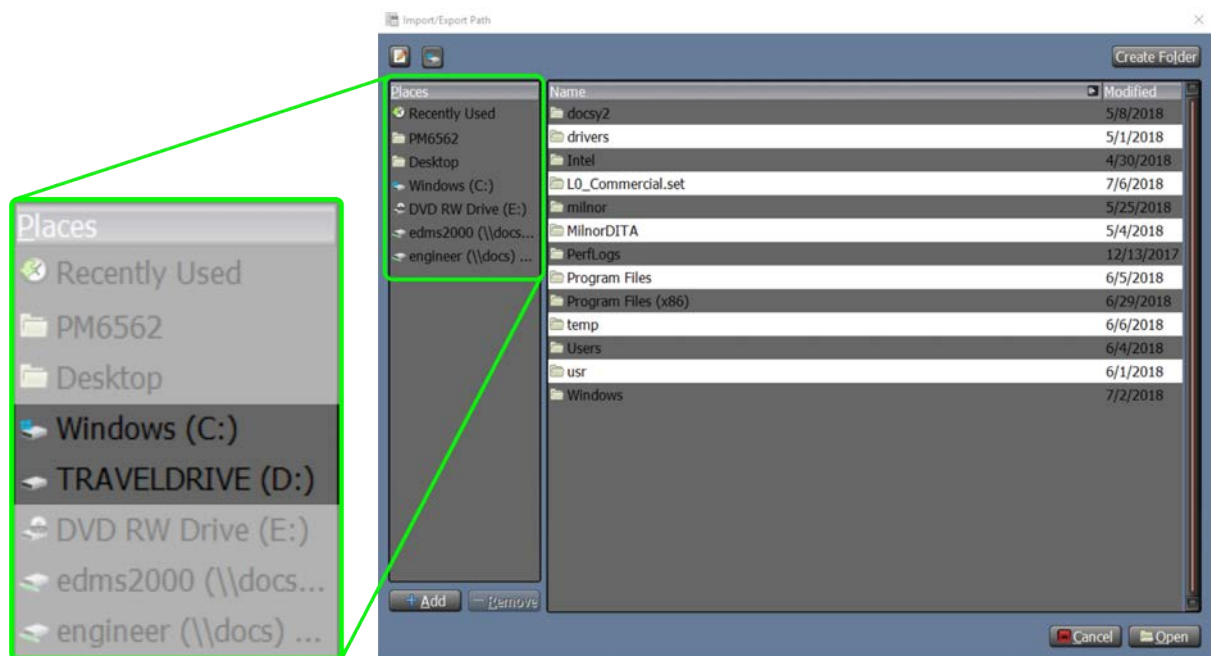 Import/Export Path
Create Folder
Places
Recently Used
PM6562
Desktop
Windows (C:)
DVD RW Drive (E:)
edms2000 (\\docs...
engineer (\\docs) ...
Name Modified
docsy2 5/8/2018
drivers 5/1/2018
Intel 4/30/2018
L0_Commercial.set 7/6/2018
milnor 5/25/2018
MilnorDITA 5/4/2018
PerfLogs 12/13/2017
Program Files 6/5/2018
Program Files (x86) 6/29/2018
temp 6/6/2018
Users 6/4/2018
usr 6/1/2018
Windows 7/2/2018
Add Remove
Cancel Open
Places
Recently Used
PM6562
Desktop
Windows (C:)
TRAVELDRIVE (D:)
DVD RW Drive (E:)
edms2000 (\\docs...
engineer (\\docs) ...